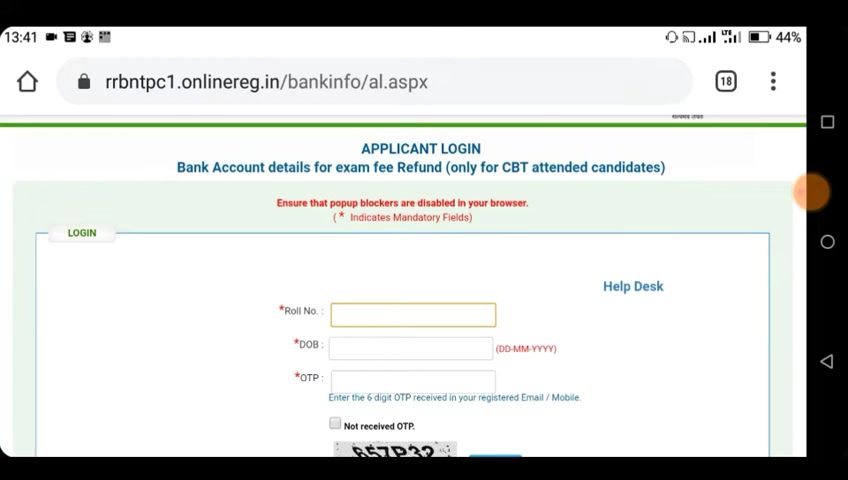 13:41 44%
rrbntpc1.onlinereg.in/bankinfo/al.aspx 18
APPLICANT LOGIN
Bank Account details for exam fee Refund (only for CBT attended candidates)
Ensure that popup blockers are disabled in your browser.
( * Indicates Mandatory Fields)
LOGIN
Help Desk
*Roll No. :
*DOB : (DD-MM-YYYY)
*OTP :
Enter the 6 digit OTP received in your registered Email / Mobile.
Not received OTP.
657P32